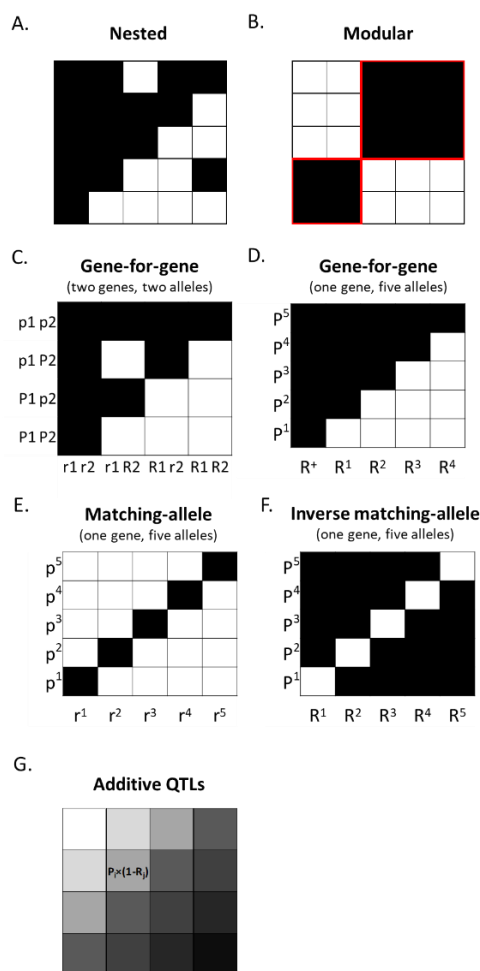 A.
Nested
B.
Modular
C.
Gene-for-gene
(two genes, two alleles)
p1 p2
p1 P2
P1 p2
P1 P2
r1 r2 r1 R2 R1 r2 R1 R2
D.
Gene-for-gene
(one gene, five alleles)
P⁵
P⁴
P³
P²
P¹
R⁺ R¹ R² R³ R⁴
E.
Matching-allele
(one gene, five alleles)
p⁵
p⁴
p³
p²
p¹
r¹ r² r³ r⁴ r⁵
F.
Inverse matching-allele
(one gene, five alleles)
P⁵
P⁴
P³
P²
P¹
R¹ R² R³ R⁴ R⁵
G.
Additive QTLs
Pᵢ×(1-Rⱼ)